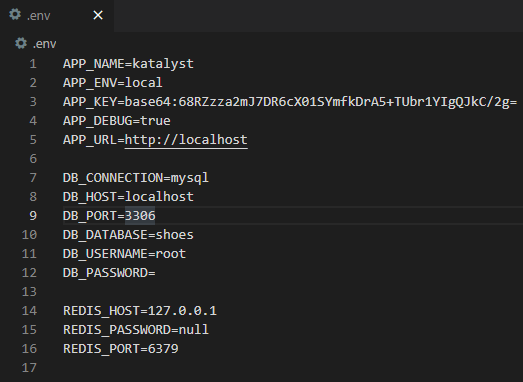 .env
.env
1 APP_NAME=katalyst
2 APP_ENV=local
3 APP_KEY=base64:68RZzza2mJ7DR6cX01SYmfkDrA5+TUbr1YIgQJkC/2g=
4 APP_DEBUG=true
5 APP_URL=http://localhost
6
7 DB_CONNECTION=mysql
8 DB_HOST=localhost
9 DB_PORT=3306
10 DB_DATABASE=shoes
11 DB_USERNAME=root
12 DB_PASSWORD=
13
14 REDIS_HOST=127.0.0.1
15 REDIS_PASSWORD=null
16 REDIS_PORT=6379
17